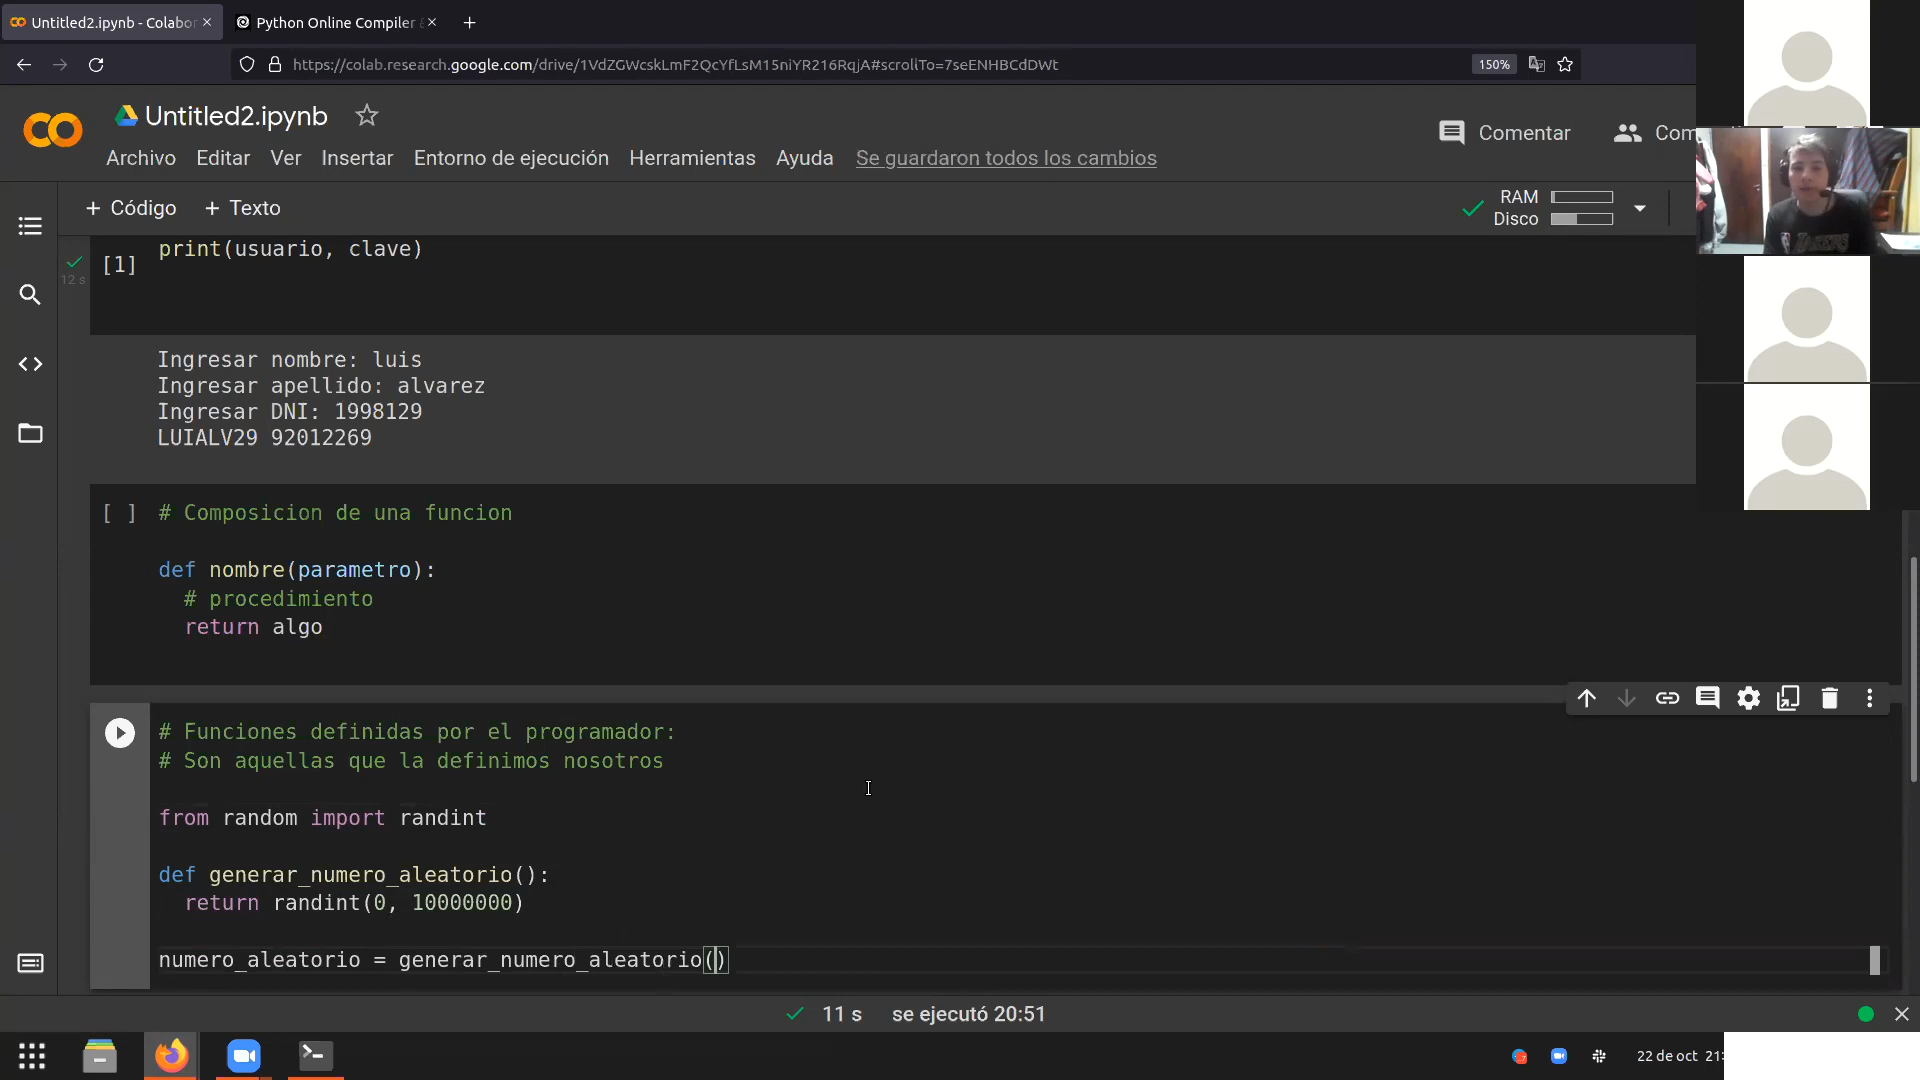 Untitled2.ipynb - Colabo
Python Online Compiler
https://colab.research.google.com/drive/1VdZGWcskLmF2QcYfLsM15niYR216RqjA#scrollTo=7seENHBCdDWt
150%
Untitled2.ipynb
Comentar
Com
Archivo Editar Ver Insertar Entorno de ejecución Herramientas Ayuda Se guardaron todos los cambios
+ Código + Texto
RAM
Disco
[1]
12 s
print(usuario, clave)
Ingresar nombre: luis
Ingresar apellido: alvarez
Ingresar DNI: 1998129
LUIALV29 92012269
[ ] # Composicion de una funcion
def nombre(parametro):
# procedimiento
return algo
# Funciones definidas por el programador:
# Son aquellas que la definimos nosotros
from random import randint
def generar_numero_aleatorio():
return randint(0, 10000000)
numero_aleatorio = generar_numero_aleatorio()
11 s se ejecutó 20:51
22 de oct 21: